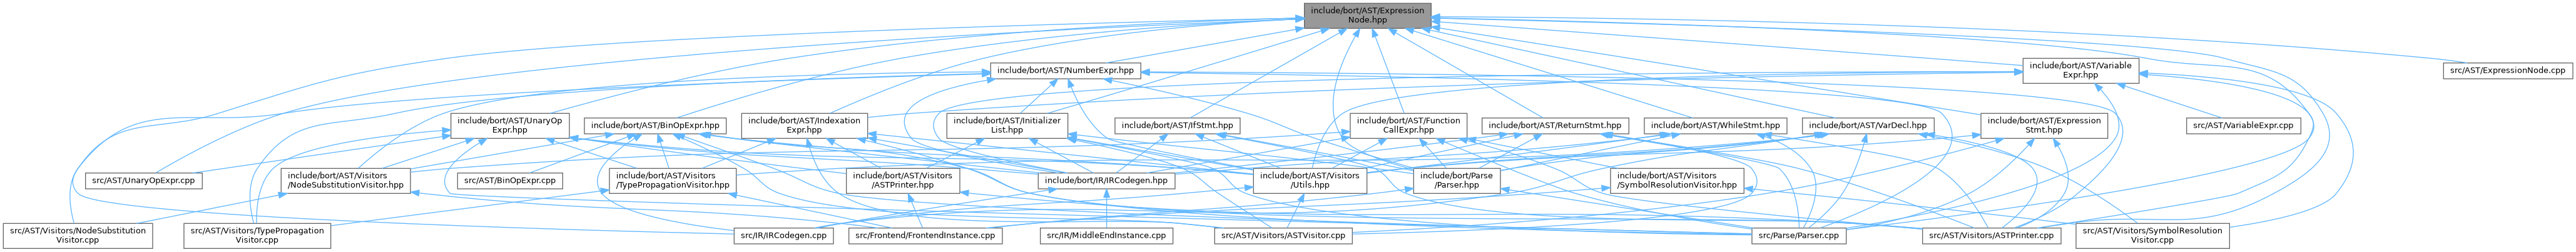 include/bort/AST/Expression
Node.hpp
include/bort/AST/NumberExpr.hpp
include/bort/AST/Variable
Expr.hpp
src/AST/ExpressionNode.cpp
include/bort/AST/UnaryOp
Expr.hpp
include/bort/AST/BinOpExpr.hpp
include/bort/AST/Indexation
Expr.hpp
include/bort/AST/Initializer
List.hpp
include/bort/AST/IfStmt.hpp
include/bort/AST/Function
CallExpr.hpp
include/bort/AST/ReturnStmt.hpp
include/bort/AST/WhileStmt.hpp
include/bort/AST/VarDecl.hpp
include/bort/AST/Expression
Stmt.hpp
src/AST/VariableExpr.cpp
src/AST/UnaryOpExpr.cpp
include/bort/AST/Visitors
/NodeSubstitutionVisitor.hpp
src/AST/BinOpExpr.cpp
include/bort/AST/Visitors
/TypePropagationVisitor.hpp
include/bort/AST/Visitors
/ASTPrinter.hpp
include/bort/IR/IRCodegen.hpp
include/bort/AST/Visitors
/Utils.hpp
include/bort/Parse
/Parser.hpp
include/bort/AST/Visitors
/SymbolResolutionVisitor.hpp
src/AST/Visitors/NodeSubstitution
Visitor.cpp
src/AST/Visitors/TypePropagation
Visitor.cpp
src/IR/IRCodegen.cpp
src/Frontend/FrontendInstance.cpp
src/IR/MiddleEndInstance.cpp
src/AST/Visitors/ASTVisitor.cpp
src/Parse/Parser.cpp
src/AST/Visitors/ASTPrinter.cpp
src/AST/Visitors/SymbolResolution
Visitor.cpp